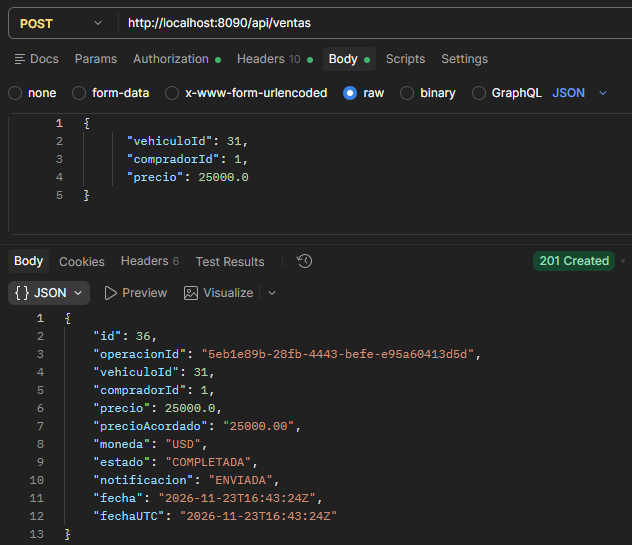 POST http://localhost:8090/api/ventas
Docs Params Authorization Headers 10 Body Scripts Settings
none form-data x-www-form-urlencoded raw binary GraphQL JSON
1 {
2 "vehiculoId": 31,
3 "compradorId": 1,
4 "precio": 25000.0
5 }
Body Cookies Headers 6 Test Results 201 Created
{} JSON Preview Visualize
1 {
2 "id": 36,
3 "operacionId": "5eb1e89b-28fb-4443-befe-e95a60413d5d",
4 "vehiculoId": 31,
5 "compradorId": 1,
6 "precio": 25000.0,
7 "precioAcordado": "25000.00",
8 "moneda": "USD",
9 "estado": "COMPLETADA",
10 "notificacion": "ENVIADA",
11 "fecha": "2026-11-23T16:43:24Z",
12 "fechaUTC": "2026-11-23T16:43:24Z"
13 }